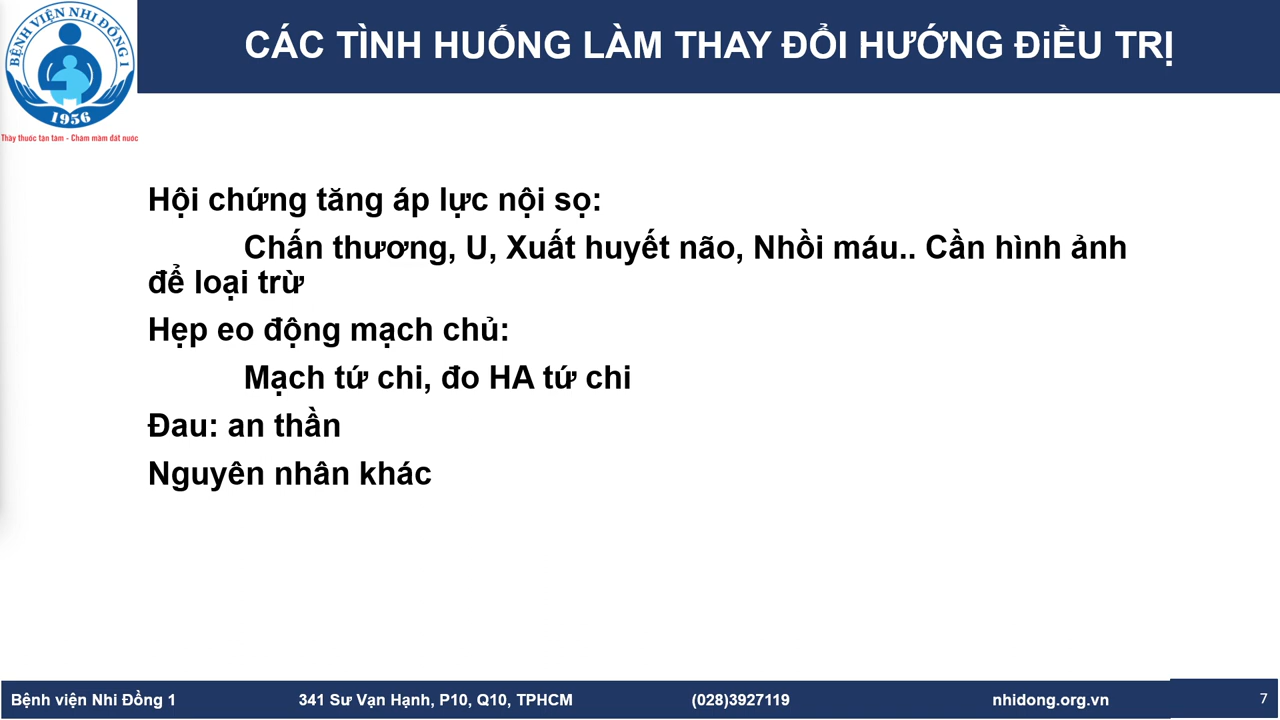 BỆNH VIỆN NHI ĐỒNG 1
1956
Thầy thuốc tận tâm - Chăm mầm đất nước
CÁC TÌNH HUỐNG LÀM THAY ĐỔI HƯỚNG ĐiỀU TRỊ
Hội chứng tăng áp lực nội sọ:
Chấn thương, U, Xuất huyết não, Nhồi máu.. Cần hình ảnh
để loại trừ
Hẹp eo động mạch chủ:
Mạch tứ chi, đo HA tứ chi
Đau: an thần
Nguyên nhân khác
Bệnh viện Nhi Đồng 1 341 Sư Vạn Hạnh, P10, Q10, TPHCM (028)3927119 nhidong.org.vn 7